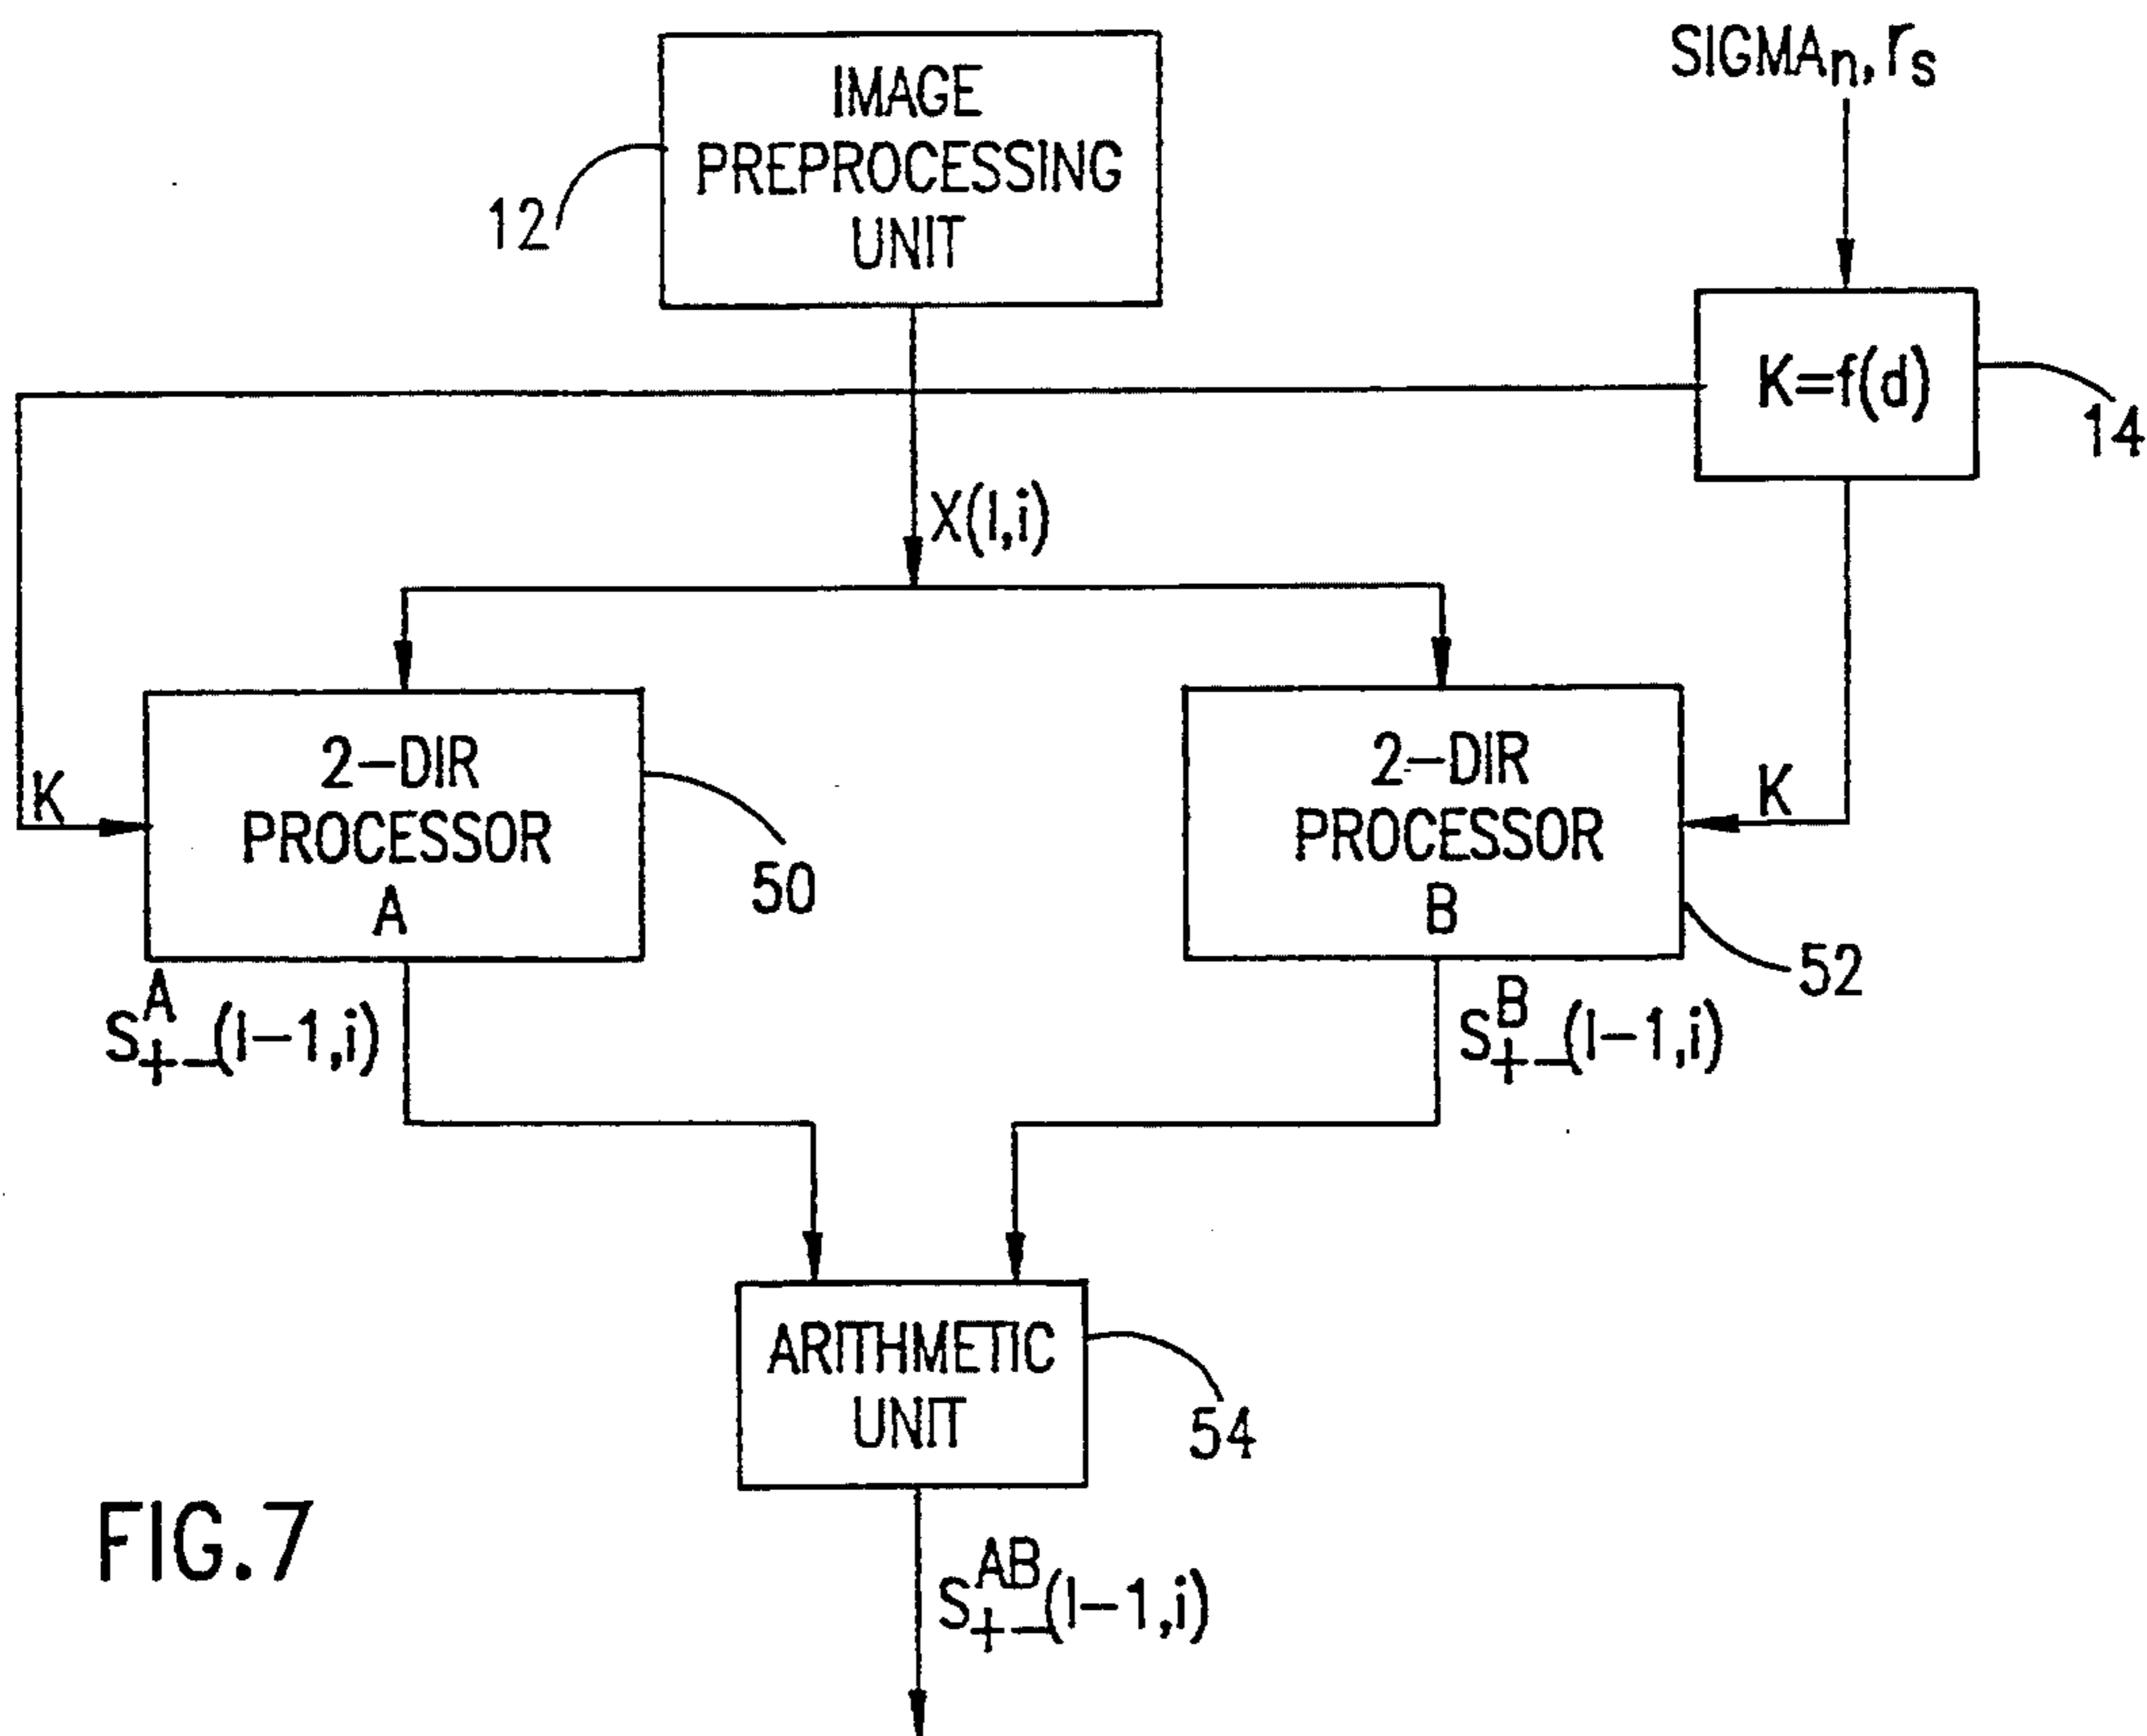 IMAGE
PREPROCESSING
UNIT
12
SIGMAn, rs
K=f(d)
14
X(l,i)
K
2-DIR
PROCESSOR
A
50
2-DIR
PROCESSOR
B
K
52
S+-A(l-1,i)
S+-B(l-1,i)
ARITHMETIC
UNIT
54
S+-AB(l-1,i)
FIG.7